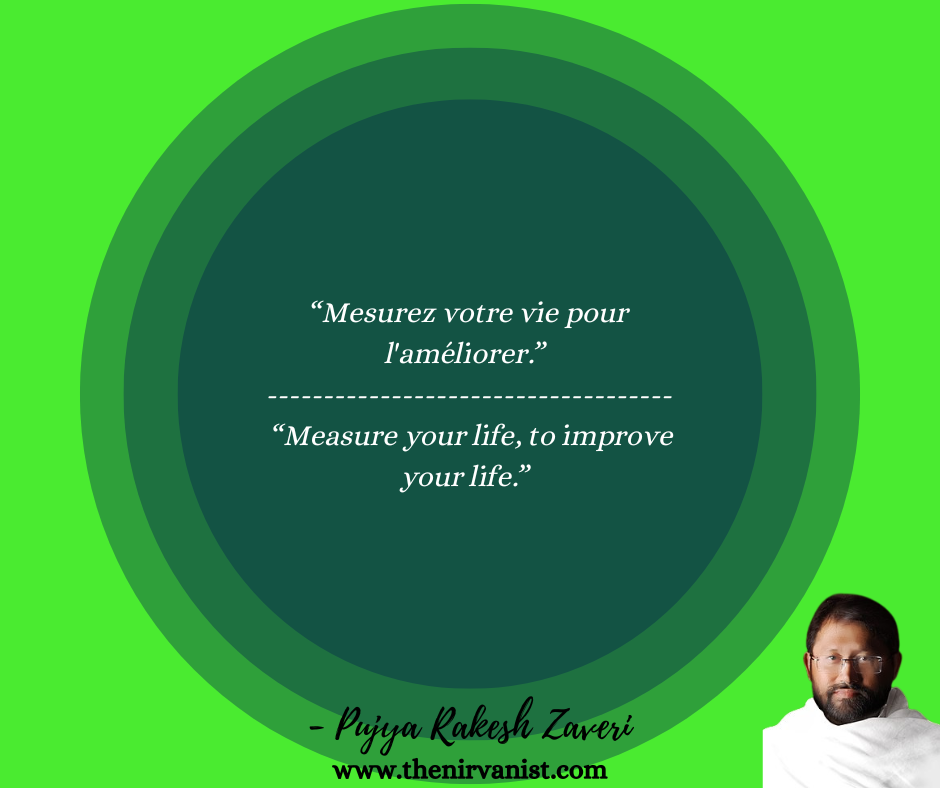 “Mesurez votre vie pour
l'améliorer.”
-------------------------------------
“Measure your life, to improve
your life.”
- Pujya Rakesh Zaveri
www.thenirvanist.com